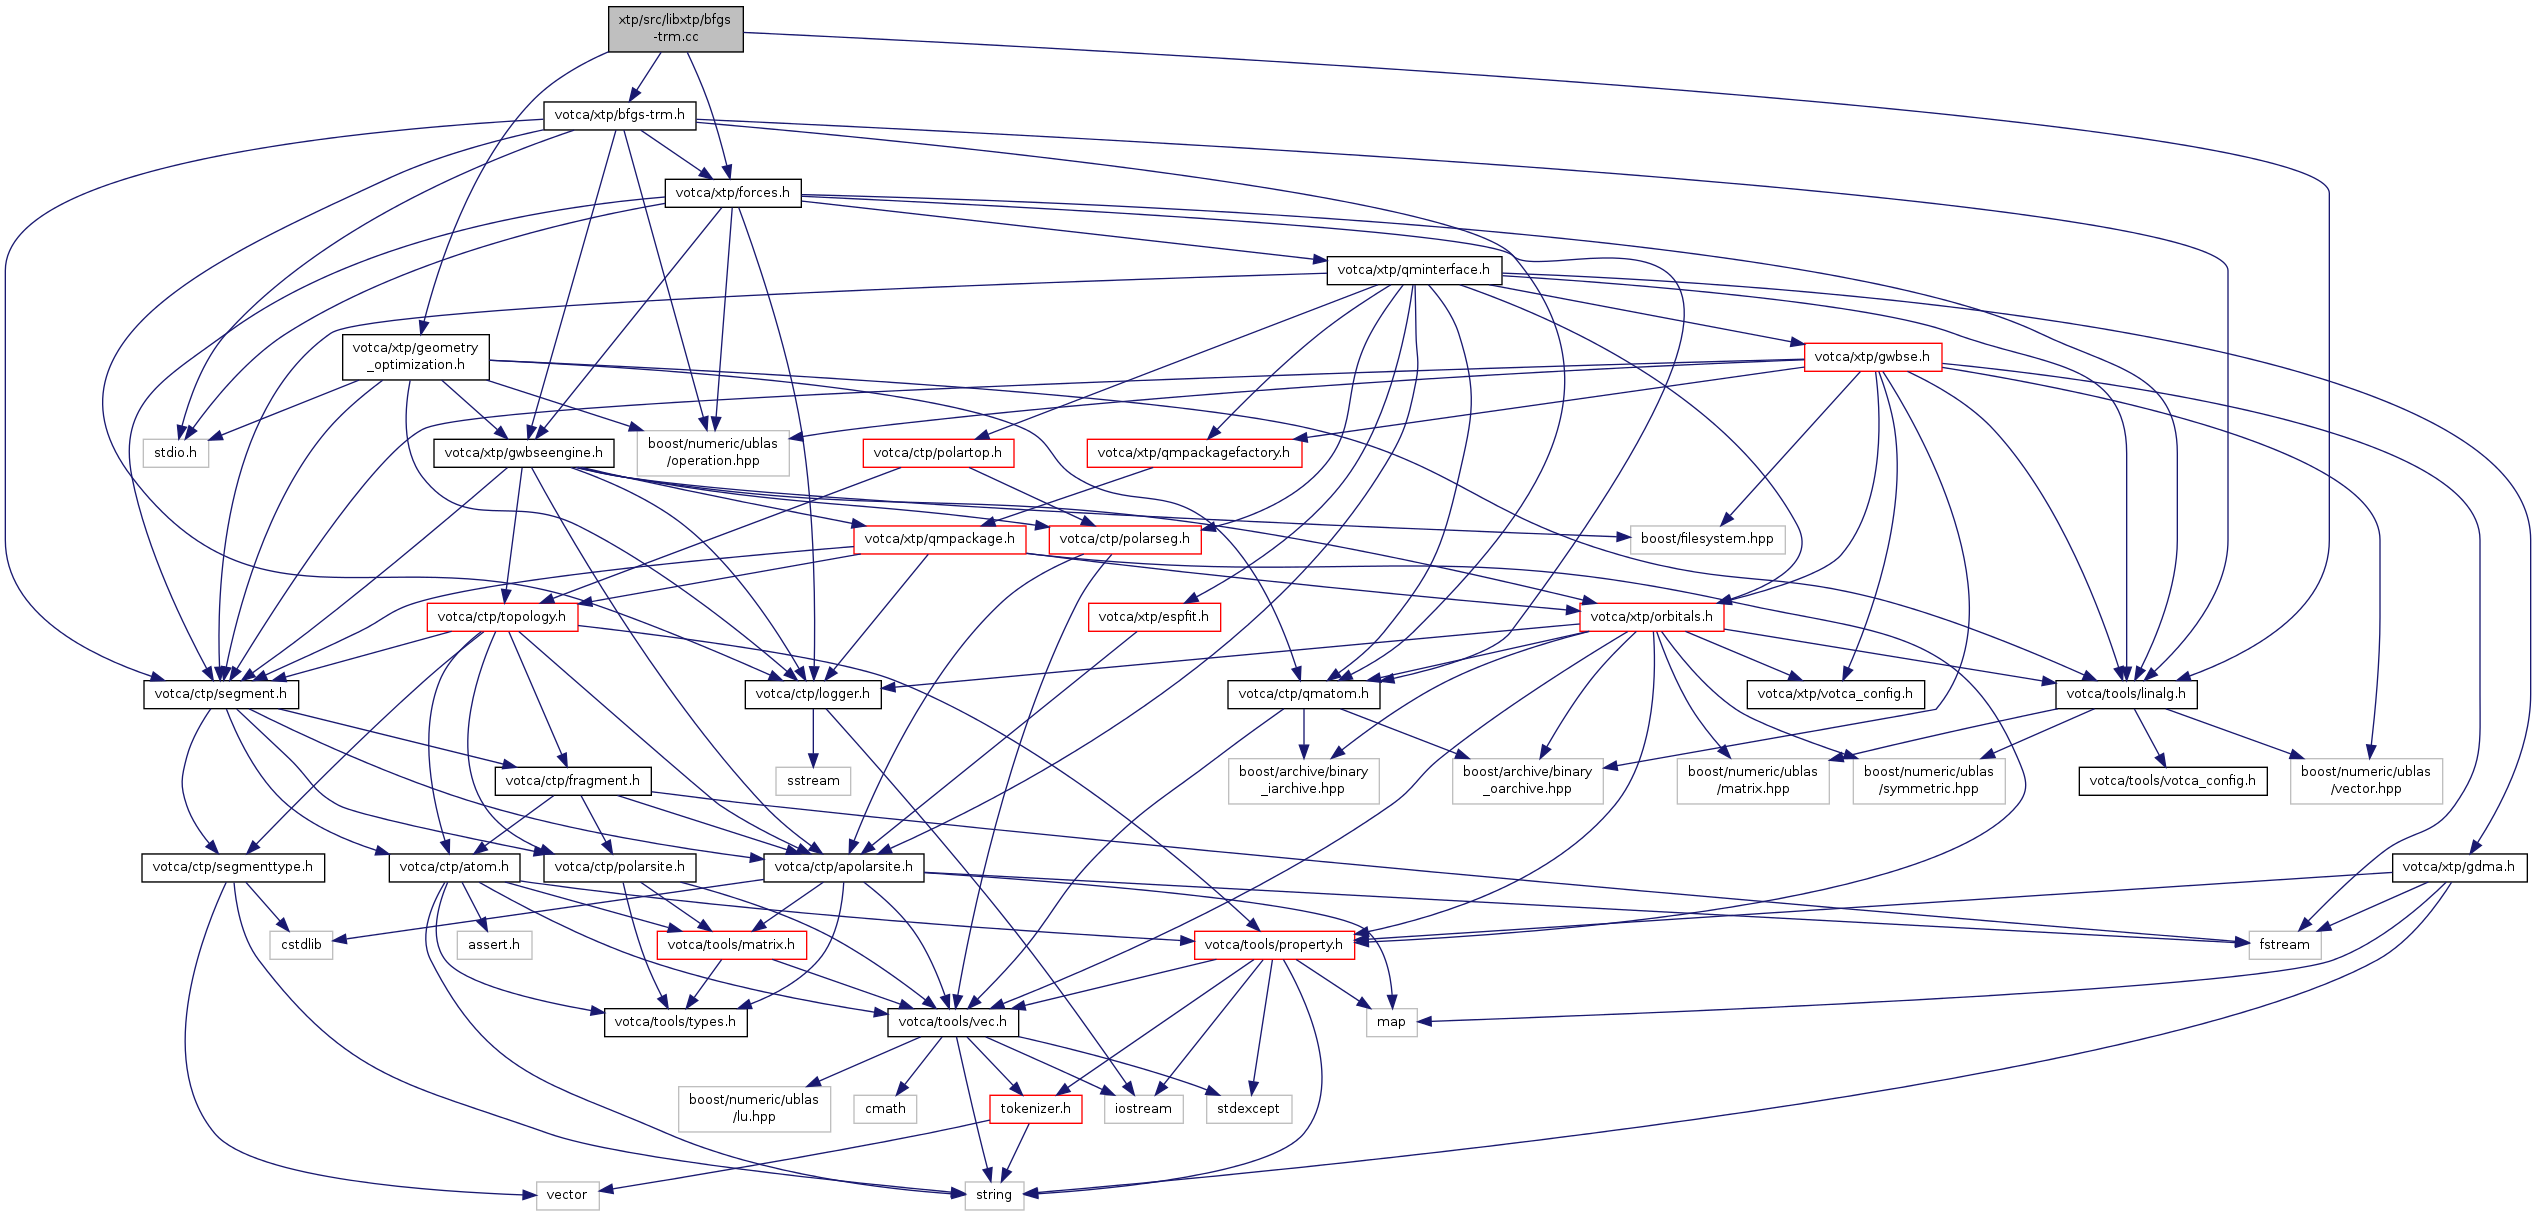 xtp/src/libxtp/bfgs
-trm.cc
votca/xtp/bfgs-trm.h
votca/xtp/forces.h
votca/xtp/qminterface.h
votca/xtp/geometry
_optimization.h
votca/xtp/gwbse.h
stdio.h
votca/xtp/gwbseengine.h
boost/numeric/ublas
/operation.hpp
votca/ctp/polartop.h
votca/xtp/qmpackagefactory.h
votca/xtp/qmpackage.h
votca/ctp/polarseg.h
boost/filesystem.hpp
votca/ctp/topology.h
votca/xtp/espfit.h
votca/xtp/orbitals.h
votca/ctp/segment.h
votca/ctp/logger.h
votca/ctp/qmatom.h
votca/xtp/votca_config.h
votca/tools/linalg.h
votca/ctp/fragment.h
sstream
boost/archive/binary
_iarchive.hpp
boost/archive/binary
_oarchive.hpp
boost/numeric/ublas
/matrix.hpp
boost/numeric/ublas
/symmetric.hpp
votca/tools/votca_config.h
boost/numeric/ublas
/vector.hpp
votca/ctp/segmenttype.h
votca/ctp/atom.h
votca/ctp/polarsite.h
votca/ctp/apolarsite.h
votca/xtp/gdma.h
cstdlib
assert.h
votca/tools/matrix.h
votca/tools/property.h
fstream
votca/tools/types.h
votca/tools/vec.h
map
boost/numeric/ublas
/lu.hpp
cmath
tokenizer.h
iostream
stdexcept
vector
string